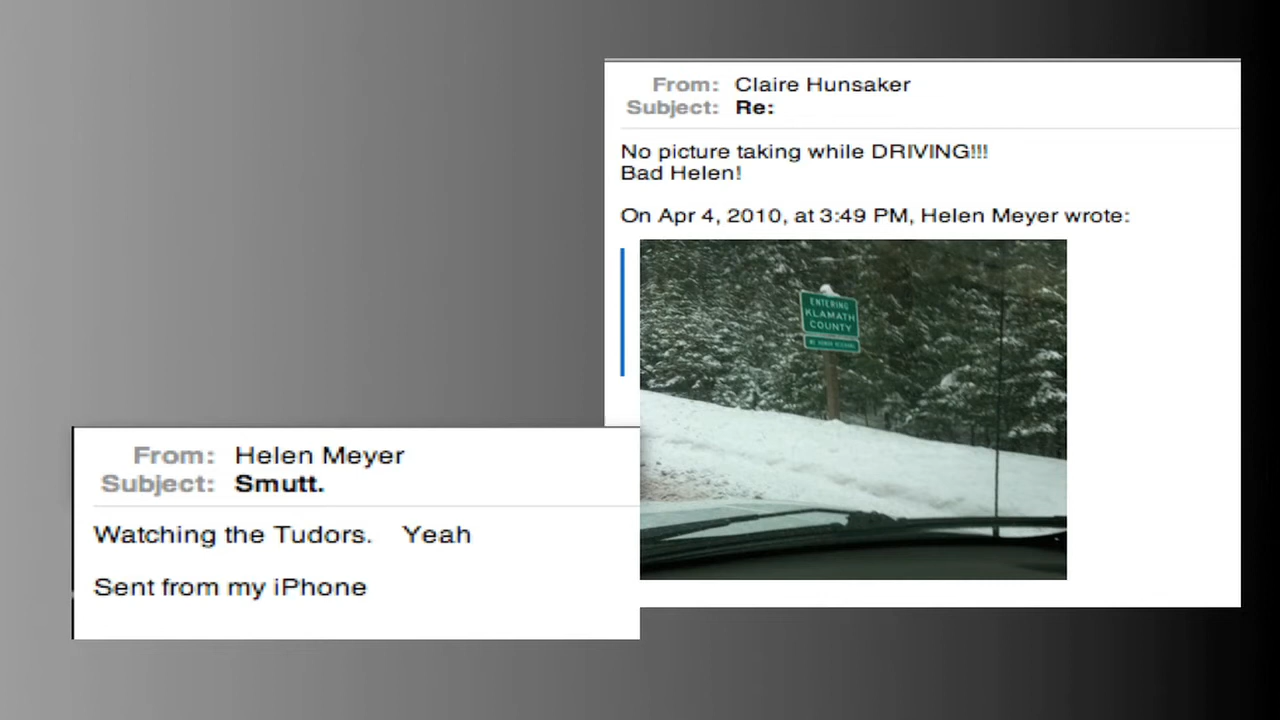 From: Claire Hunsaker
Subject: Re:
No picture taking while DRIVING!!!
Bad Helen!
On Apr 4, 2010, at 3:49 PM, Helen Meyer wrote:
ENTERING
KLAMATH
COUNTY
From: Helen Meyer
Subject: Smutt.
Watching the Tudors. Yeah
Sent from my iPhone